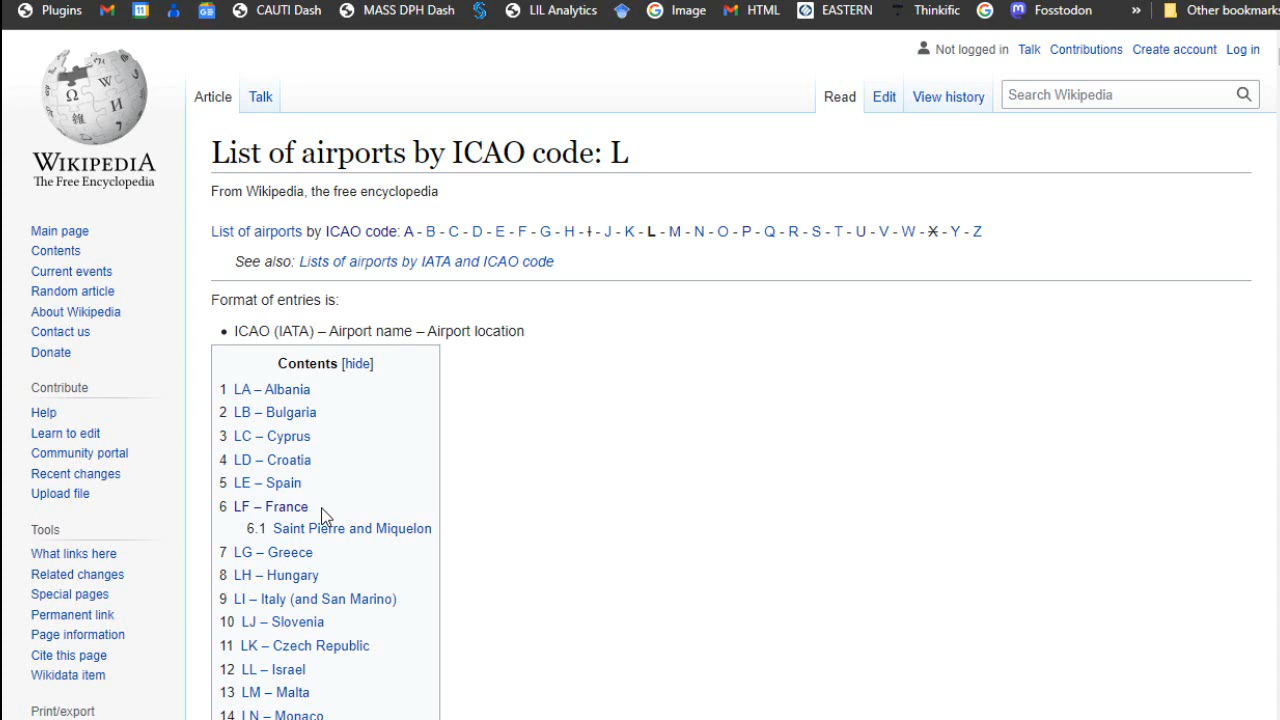 Plugins CAUTI Dash MASS DPH Dash LIL Analytics Image HTML EASTERN Thinkific Fosstodon » Other bookmarks
Not logged in Talk Contributions Create account Log in
Article Talk Read Edit View history Search Wikipedia
WIKIPEDIA
The Free Encyclopedia
Main page
Contents
Current events
Random article
About Wikipedia
Contact us
Donate
Contribute
Help
Learn to edit
Community portal
Recent changes
Upload file
Tools
What links here
Related changes
Special pages
Permanent link
Page information
Cite this page
Wikidata item
Print/export
List of airports by ICAO code: L
From Wikipedia, the free encyclopedia
List of airports by ICAO code: A - B - C - D - E - F - G - H - I - J - K - L - M - N - O - P - Q - R - S - T - U - V - W - X - Y - Z
See also: Lists of airports by IATA and ICAO code
Format of entries is:
• ICAO (IATA) – Airport name – Airport location
Contents [hide]
1 LA – Albania
2 LB – Bulgaria
3 LC – Cyprus
4 LD – Croatia
5 LE – Spain
6 LF – France
6.1 Saint Pierre and Miquelon
7 LG – Greece
8 LH – Hungary
9 LI – Italy (and San Marino)
10 LJ – Slovenia
11 LK – Czech Republic
12 LL – Israel
13 LM – Malta
14 LN – Monaco